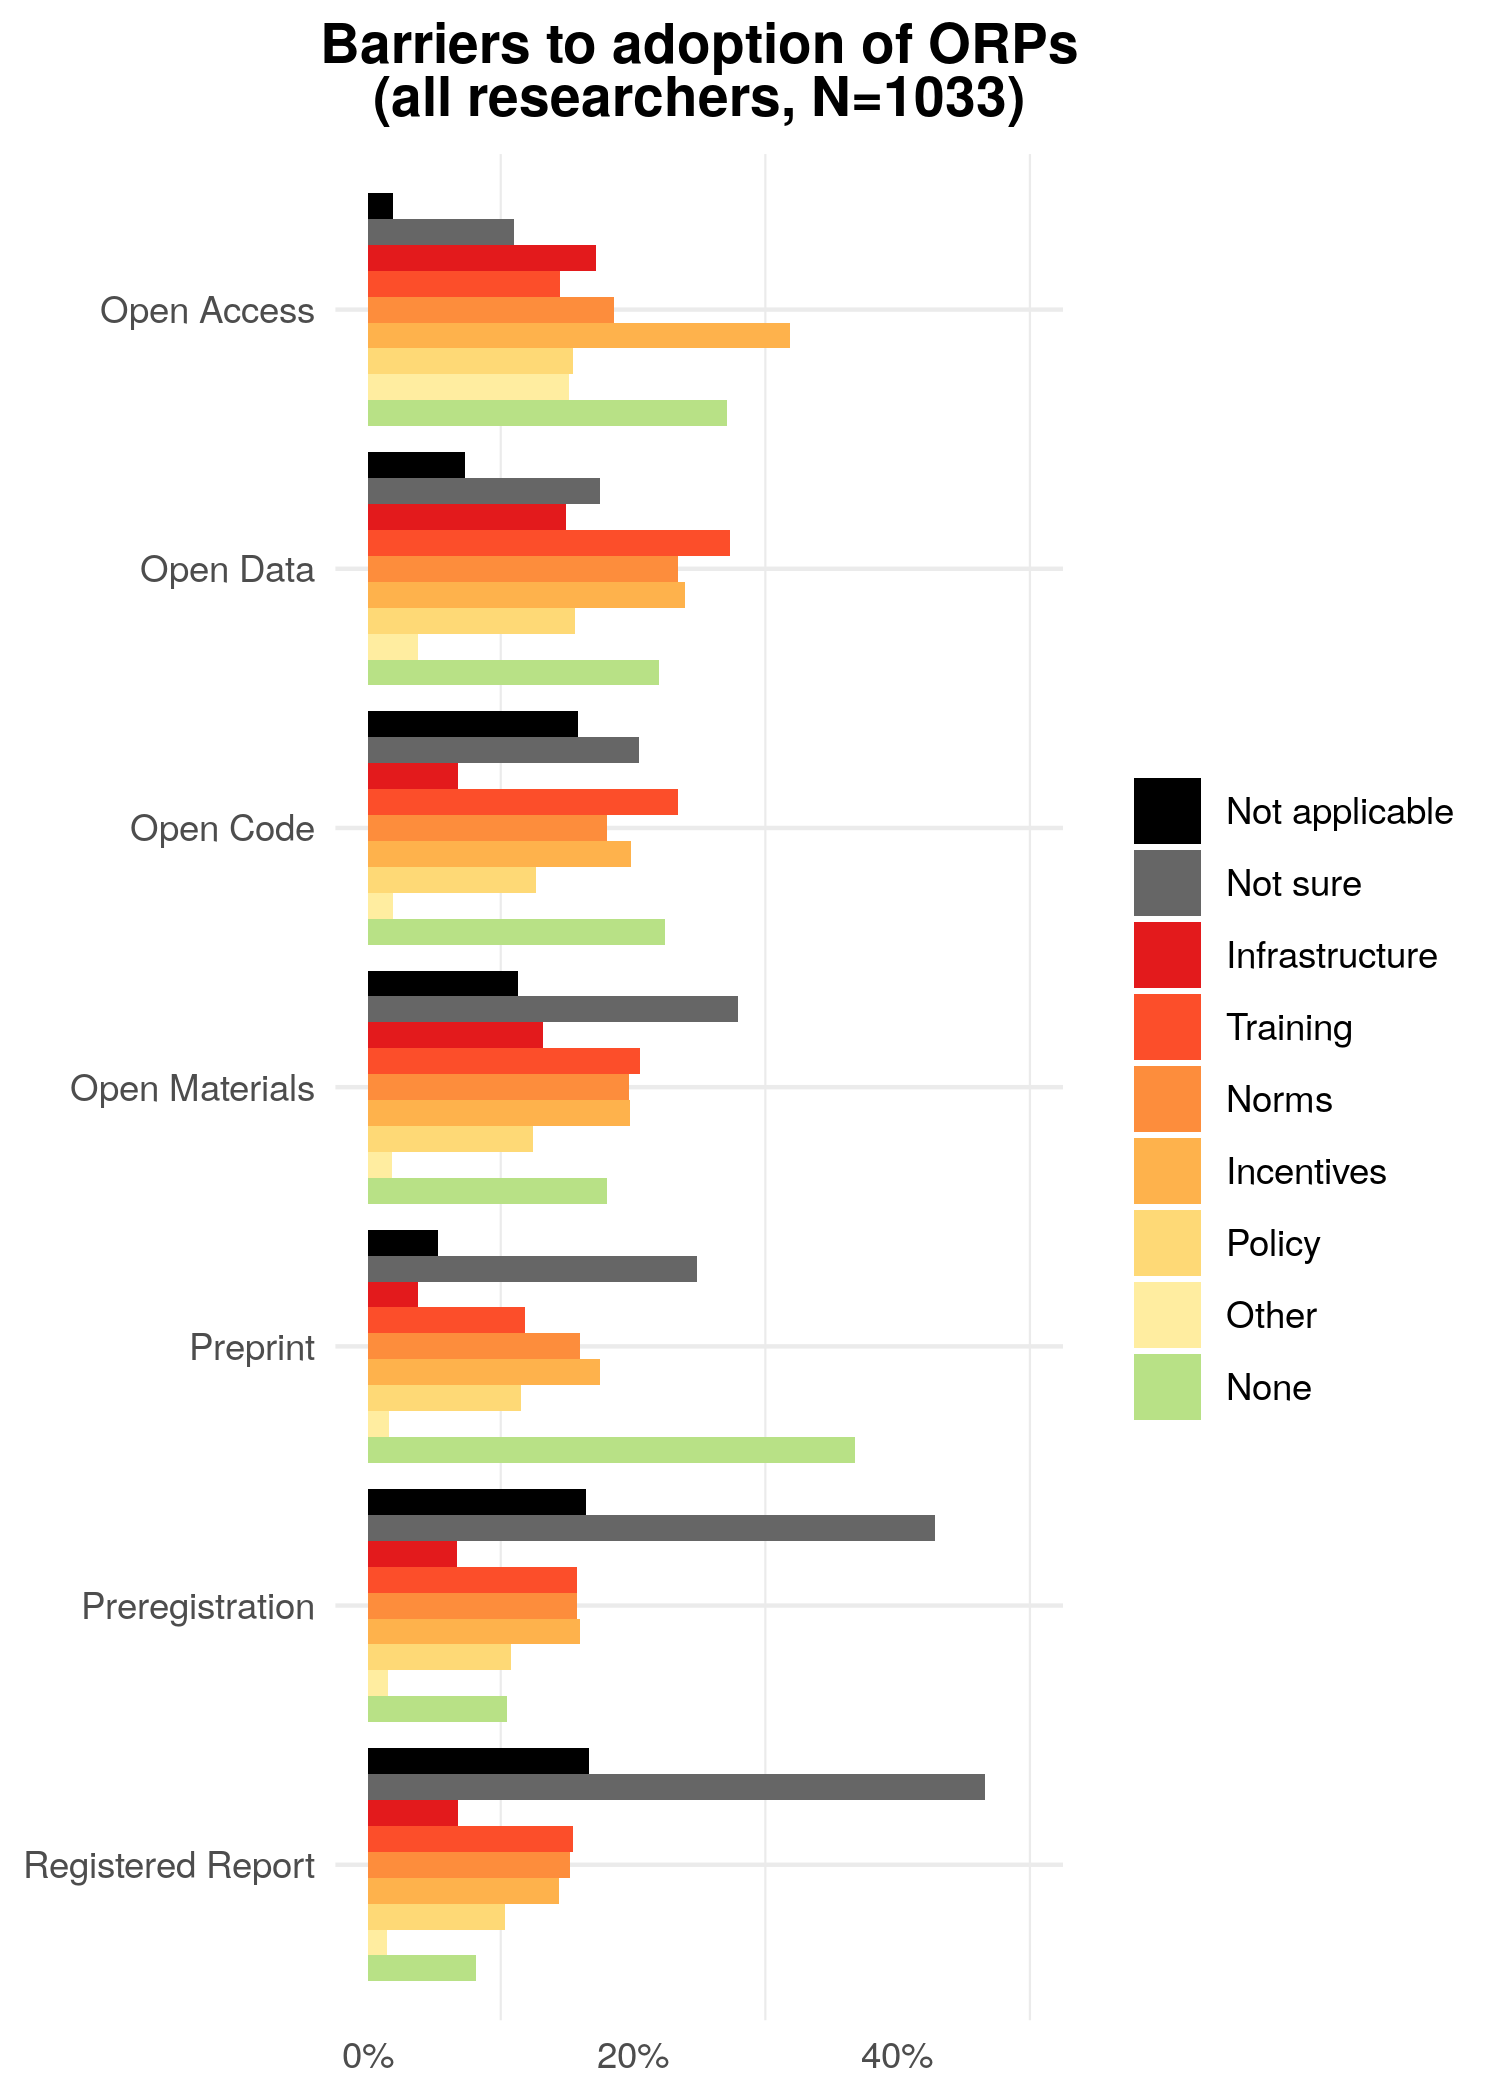 Barriers to adoption of ORPs
(all researchers, N=1033)
Open Access
Open Data
Open Code
Open Materials
Preprint
Preregistration
Registered Report
0%
20%
40%
Not applicable
Not sure
Infrastructure
Training
Norms
Incentives
Policy
Other
None